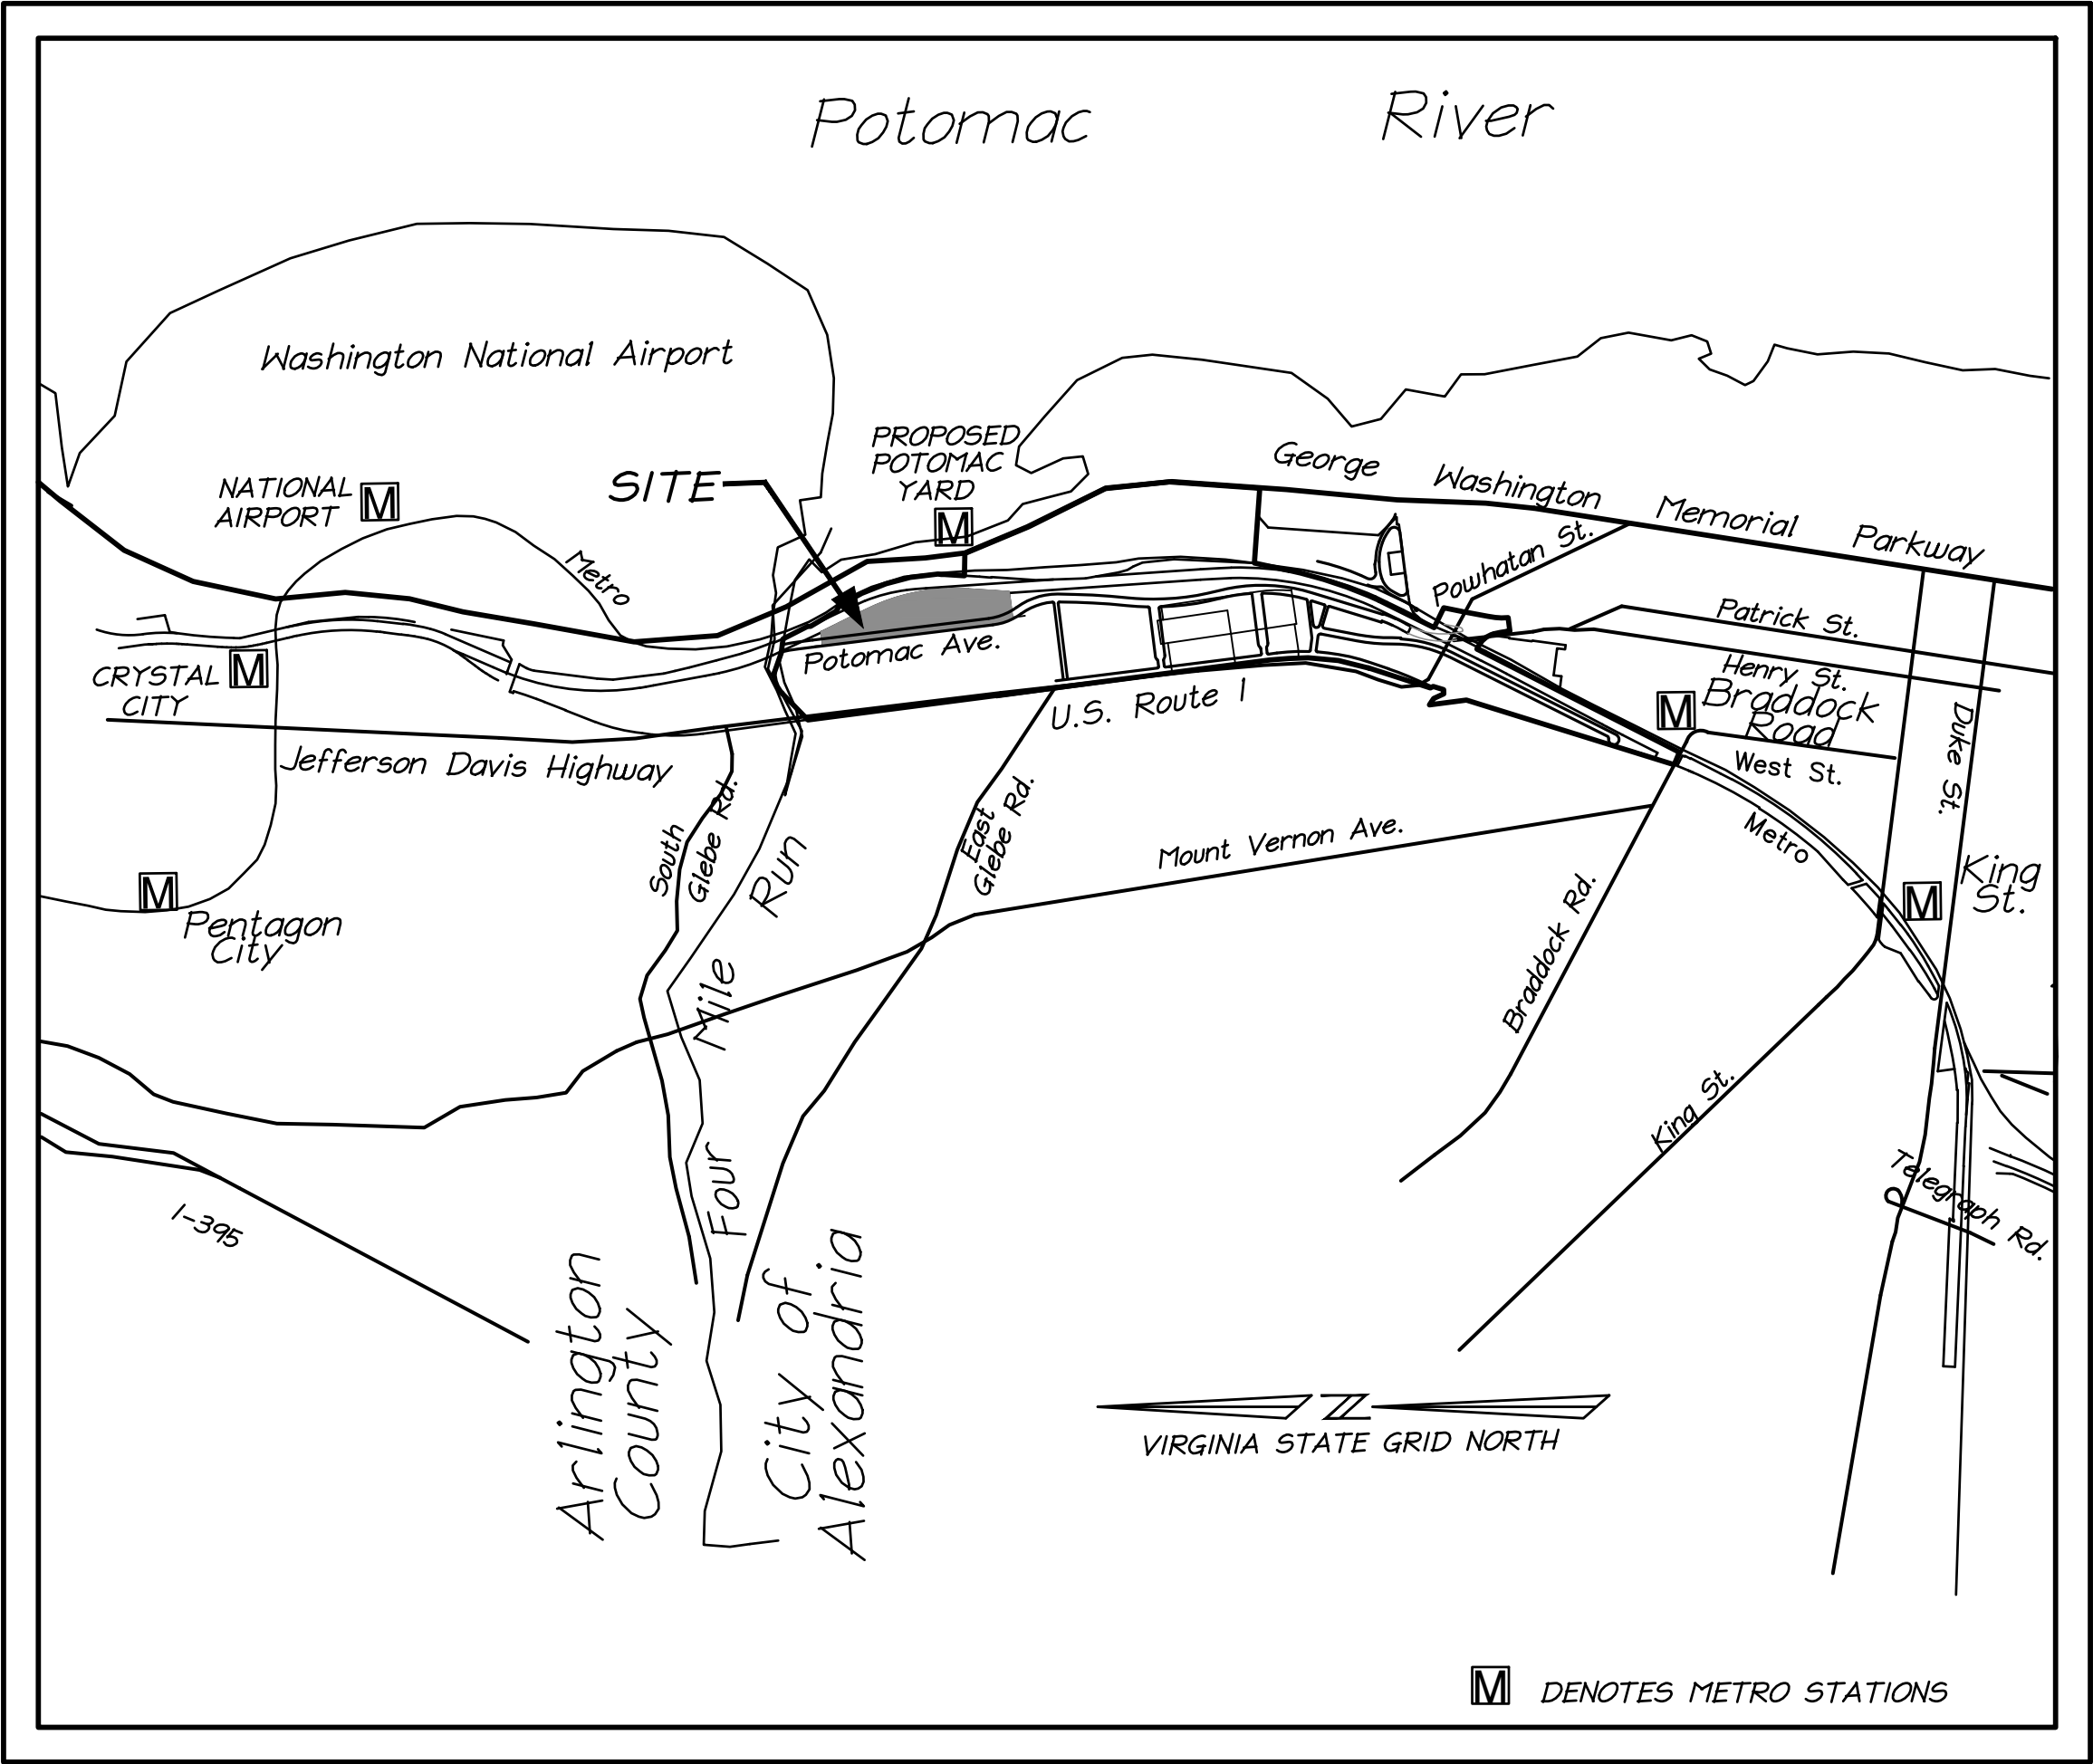 Potomac River
Washington National Airport
PROPOSED
POTOMAC
YARD
M
SITE
NATIONAL
AIRPORT
M
George Washington Memorial Parkway
Metro
Powhatan St.
Patrick St.
Henry St.
CRYSTAL
CITY
M
Potomac Ave.
U.S. Route 1
M
Braddock
Road
West St.
Duke St.
Jefferson Davis Highway
South
Glebe Rd.
East
Glebe Rd.
Mount Vernon Ave.
Metro
M
Pentagon
City
M
King
St.
Four Mile Run
Braddock Rd.
King St.
Telegraph Rd.
I-395
Arlington
County
City of
Alexandria
N
VIRGINIA STATE GRID NORTH
M DENOTES METRO STATIONS